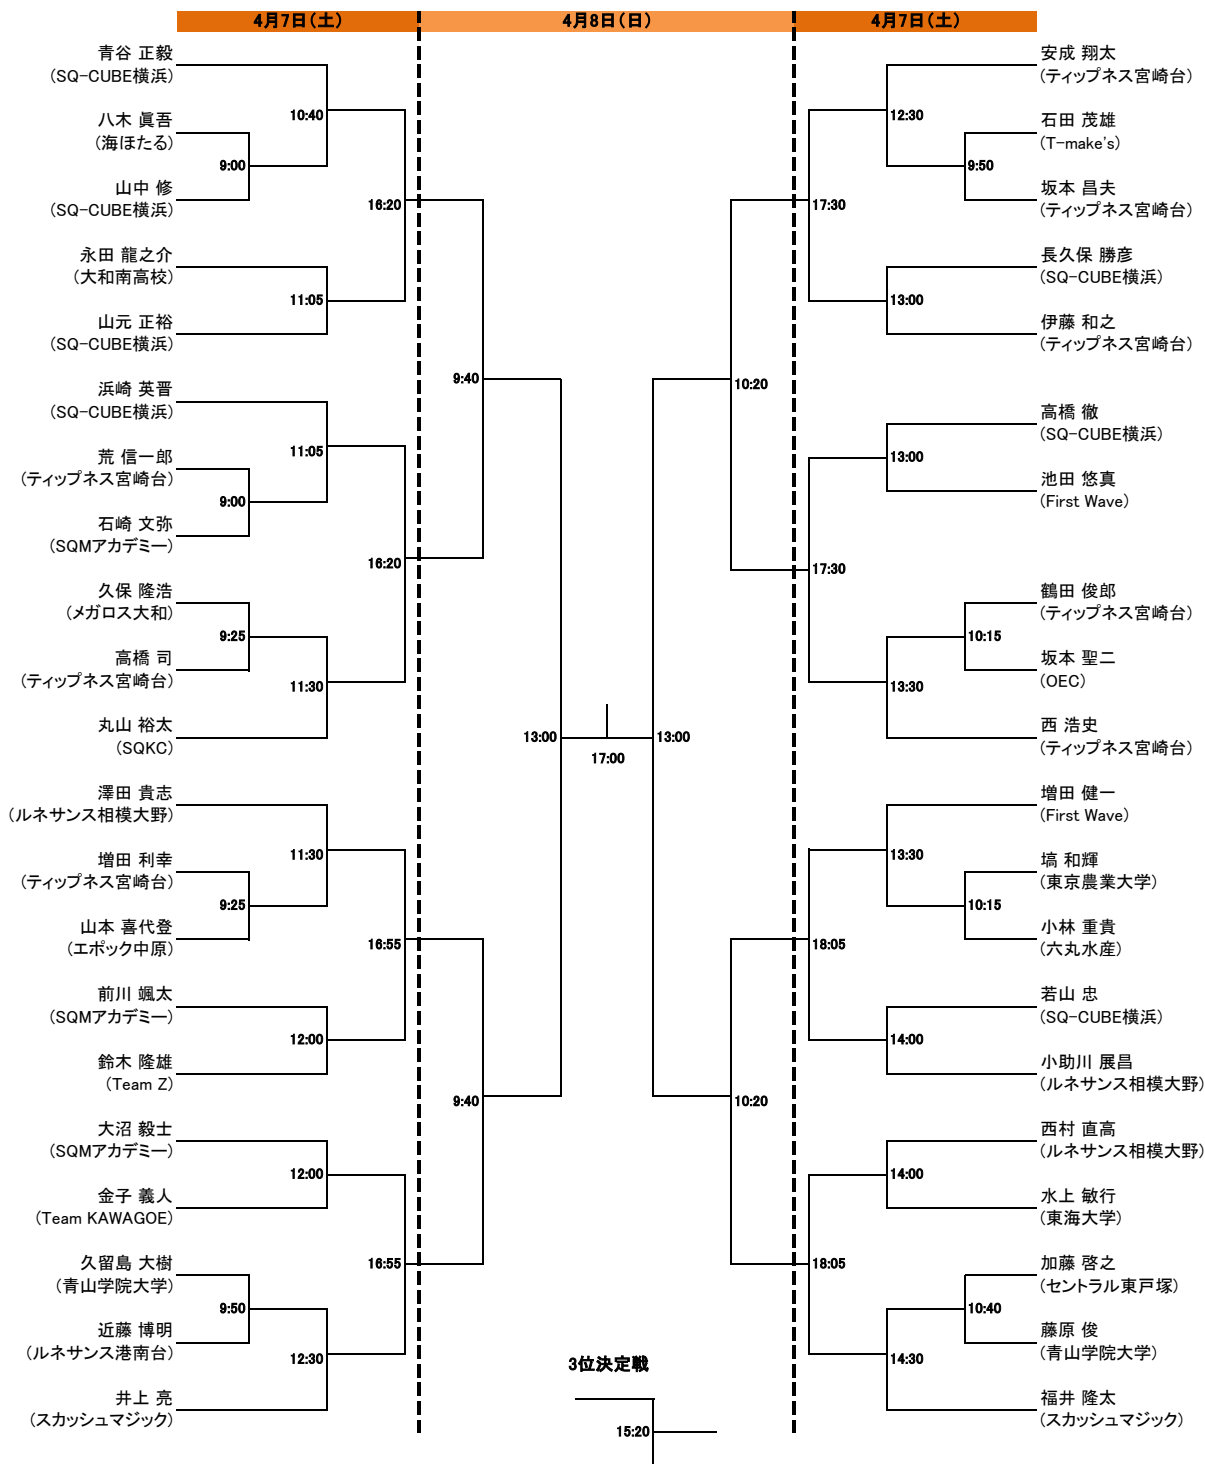 4月7日(土)
4月8日(日)
4月7日(土)
青谷 正毅
(SQ-CUBE横浜)
10:40
八木 眞吾
(海ほたる)
9:00
山中 修
(SQ-CUBE横浜)
16:20
永田 龍之介
(大和南高校)
11:05
山元 正裕
(SQ-CUBE横浜)
9:40
浜崎 英晋
(SQ-CUBE横浜)
11:05
荒 信一郎
(ティップネス宮崎台)
9:00
石崎 文弥
(SQMアカデミー)
16:20
久保 隆浩
(メガロス大和)
9:25
高橋 司
(ティップネス宮崎台)
11:30
丸山 裕太
(SQKC)
13:00
澤田 貴志
(ルネサンス相模大野)
11:30
増田 利幸
(ティップネス宮崎台)
9:25
山本 喜代登
(エポック中原)
16:55
前川 颯太
(SQMアカデミー)
12:00
鈴木 隆雄
(Team Z)
9:40
大沼 毅士
(SQMアカデミー)
12:00
金子 義人
(Team KAWAGOE)
16:55
久留島 大樹
(青山学院大学)
9:50
近藤 博明
(ルネサンス港南台)
12:30
井上 亮
(スカッシュマジック)
17:00
3位決定戦
15:20
安成 翔太
(ティップネス宮崎台)
12:30
石田 茂雄
(T-make's)
9:50
坂本 昌夫
(ティップネス宮崎台)
17:30
長久保 勝彦
(SQ-CUBE横浜)
13:00
伊藤 和之
(ティップネス宮崎台)
10:20
高橋 徹
(SQ-CUBE横浜)
13:00
池田 悠真
(First Wave)
17:30
鶴田 俊郎
(ティップネス宮崎台)
10:15
坂本 聖二
(OEC)
13:30
西 浩史
(ティップネス宮崎台)
13:00
増田 健一
(First Wave)
13:30
塙 和輝
(東京農業大学)
10:15
小林 重貴
(六丸水産)
18:05
若山 忠
(SQ-CUBE横浜)
14:00
小助川 展昌
(ルネサンス相模大野)
10:20
西村 直高
(ルネサンス相模大野)
14:00
水上 敏行
(東海大学)
18:05
加藤 啓之
(セントラル東戸塚)
10:40
藤原 俊
(青山学院大学)
14:30
福井 隆太
(スカッシュマジック)